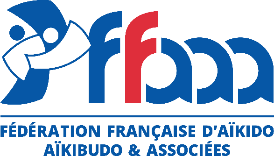 ffaaa
FÉDÉRATION FRANÇAISE D'AÏKIDO
AÏKIBUDO & ASSOCIÉES